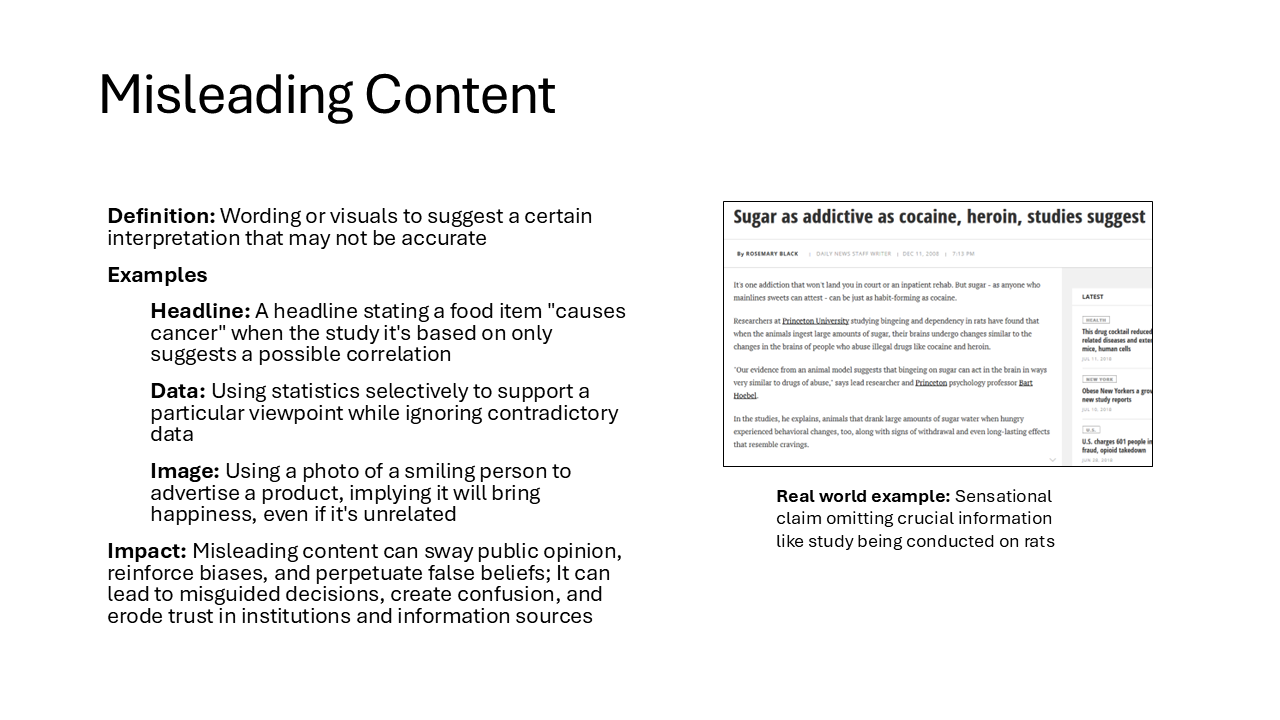 Misleading Content
Definition: Wording or visuals to suggest a certain
interpretation that may not be accurate
Examples
Headline: A headline stating a food item "causes
cancer" when the study it's based on only
suggests a possible correlation
Data: Using statistics selectively to support a
particular viewpoint while ignoring contradictory
data
Image: Using a photo of a smiling person to
advertise a product, implying it will bring
happiness, even if it's unrelated
Impact: Misleading content can sway public opinion,
reinforce biases, and perpetuate false beliefs; It can
lead to misguided decisions, create confusion, and
erode trust in institutions and information sources
Sugar as addictive as cocaine, heroin, studies suggest
By ROSEMARY BLACK | DAILY NEWS STAFF WRITER | DEC 11, 2008 | 7:13 PM
It's one addiction that won't land you in court or an inpatient rehab. But sugar - as anyone who
mainlines sweets can attest - can be just as habit-forming as cocaine.
Researchers at Princeton University studying bingeing and dependency in rats have found that
when the animals ingest large amounts of sugar, their brains undergo changes similar to the
changes in the brains of people who abuse illegal drugs like cocaine and heroin.
"Our evidence from an animal model suggests that bingeing on sugar can act in the brain in ways
very similar to drugs of abuse," says lead researcher and Princeton psychology professor Bart
Hoebel.
In the studies, he explains, animals that drank large amounts of sugar water when hungry
experienced behavioral changes, too, along with signs of withdrawal and even long-lasting effects
that resemble cravings.
LATEST
HEALTH
This drug cocktail reduced
related diseases and exten
mice, human cells
JUL 11, 2018
NEW YORK
Obese New Yorkers a grow
new study reports
JUL 10, 2018
U.S.
U.S. charges 601 people in
fraud, opioid takedown
JUN 28, 2018
Real world example: Sensational
claim omitting crucial information
like study being conducted on rats